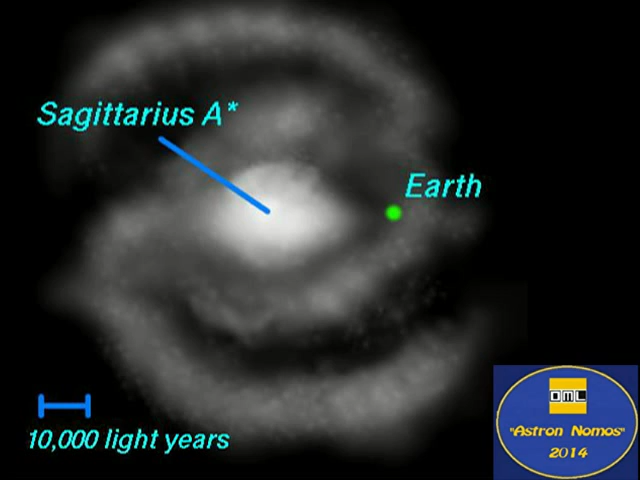 Sagittarius A*
Earth
10,000 light years
OML
"Astron Nomos"
2014